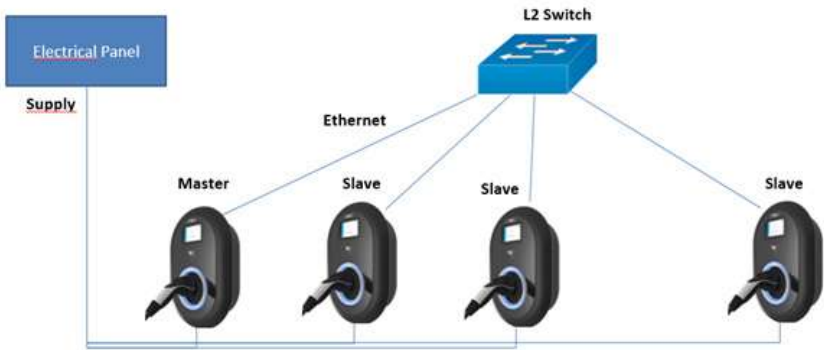 L2 Switch
Electrical Panel
Supply
Ethernet
Master
Slave
Slave
Slave